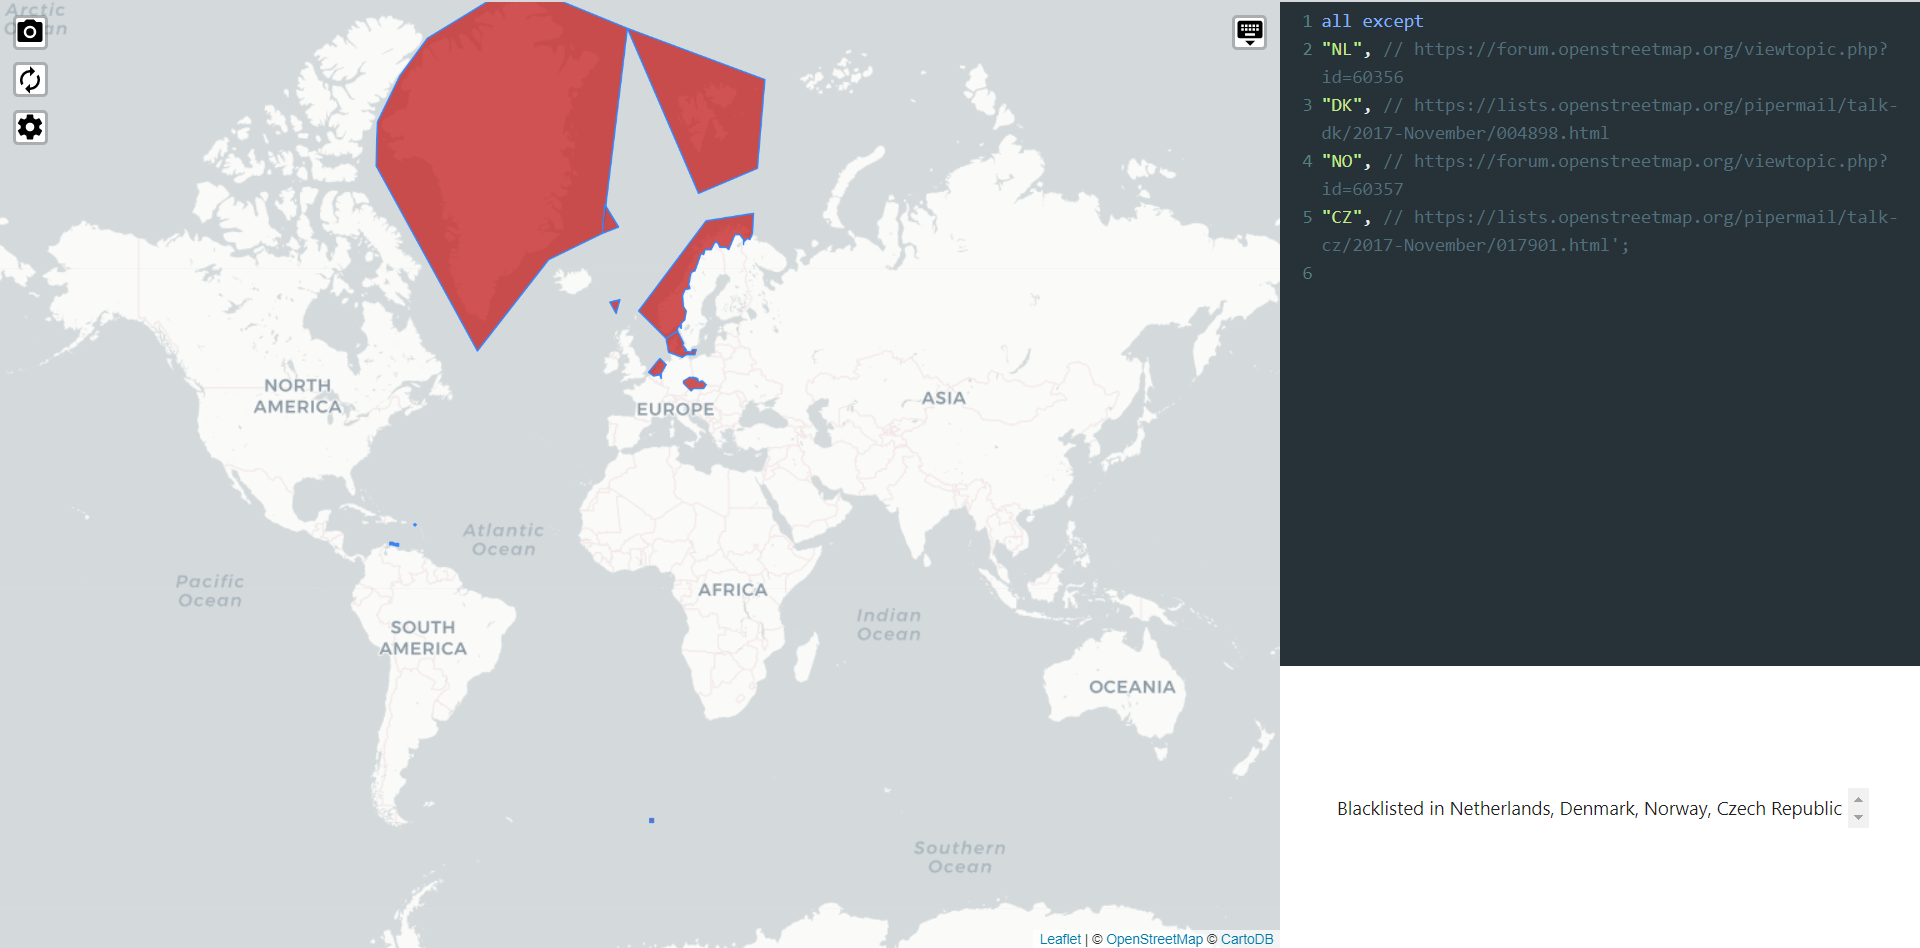 Arctic
Ocean
NORTH
AMERICA
EUROPE
ASIA
Atlantic
Ocean
Pacific
Ocean
AFRICA
Indian
Ocean
SOUTH
AMERICA
OCEANIA
Southern
Ocean
Leaflet | © OpenStreetMap © CartoDB
1 all except
2 "NL", // https://forum.openstreetmap.org/viewtopic.php?
id=60356
3 "DK", // https://lists.openstreetmap.org/pipermail/talk-
dk/2017-November/004898.html
4 "NO", // https://forum.openstreetmap.org/viewtopic.php?
id=60357
5 "CZ", // https://lists.openstreetmap.org/pipermail/talk-
cz/2017-November/017901.html';
6
Blacklisted in Netherlands, Denmark, Norway, Czech Republic